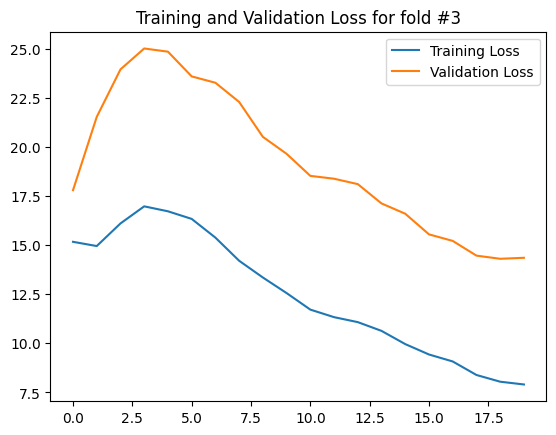 Training and Validation Loss for fold #3
Training Loss
Validation Loss
25.0
22.5
20.0
17.5
15.0
12.5
10.0
7.5
0.0 2.5 5.0 7.5 10.0 12.5 15.0 17.5